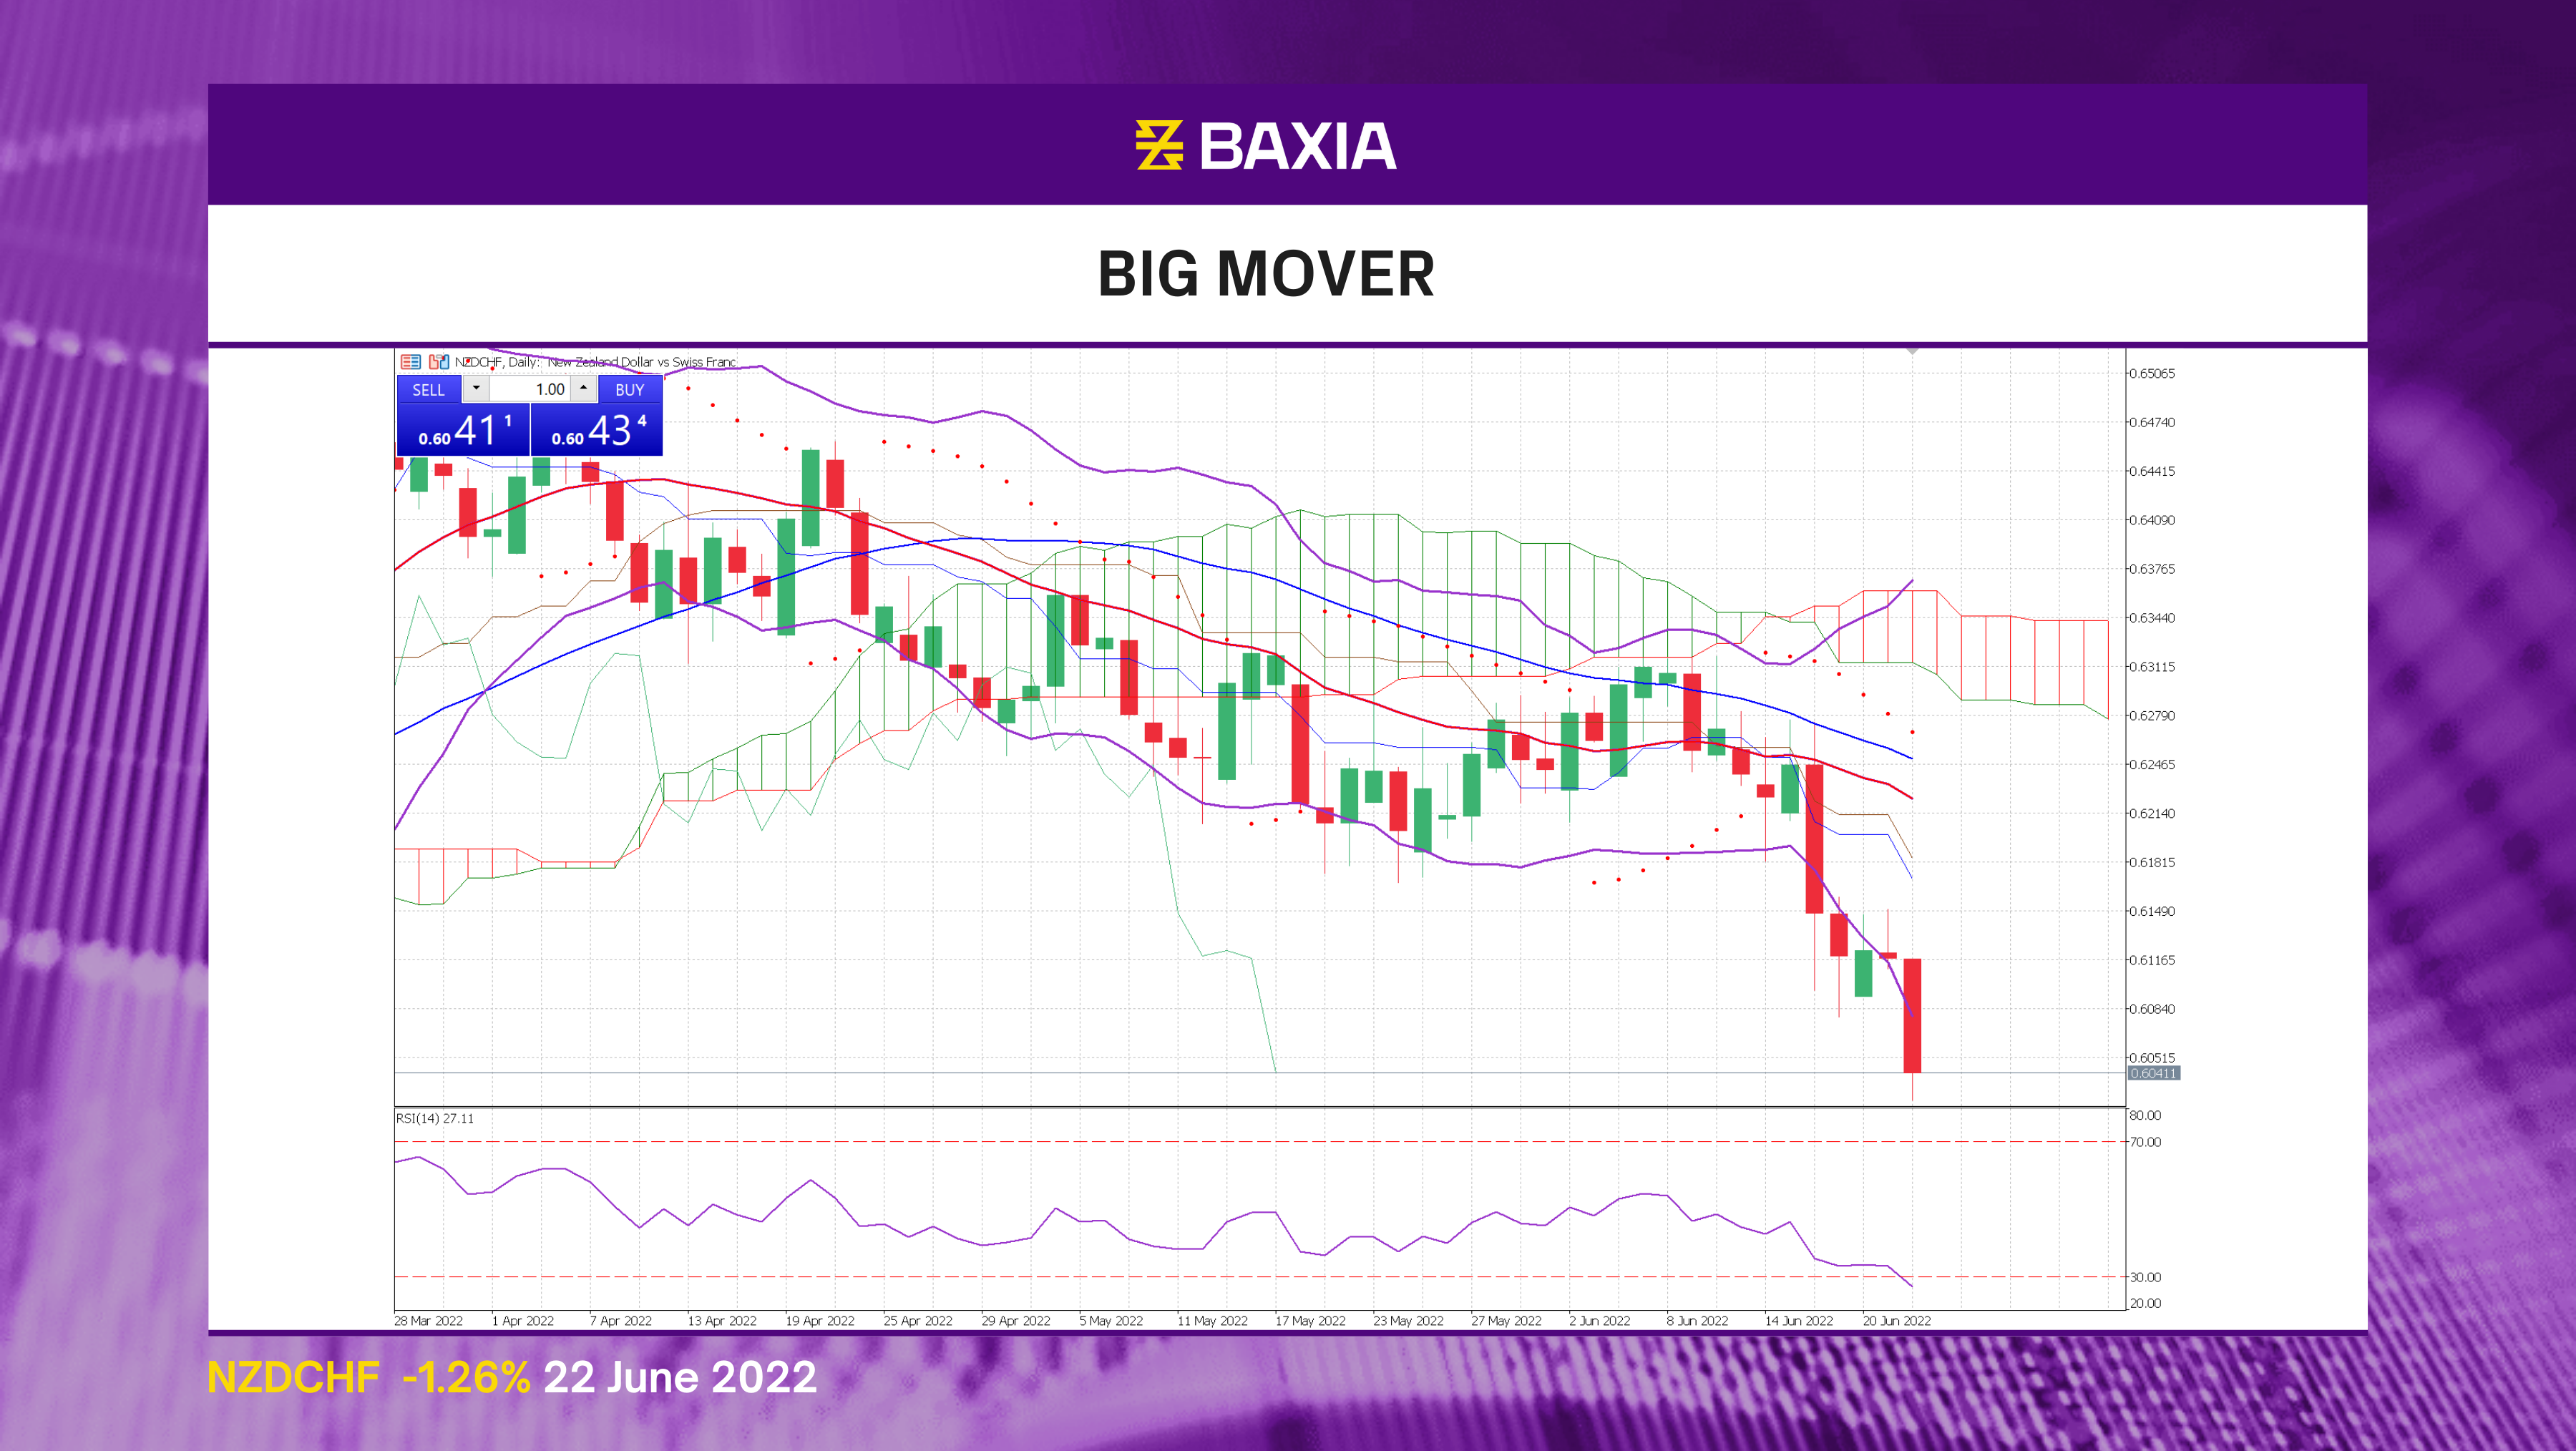 BAXIA
BIG MOVER
NZDCHF, Daily: New Zealand Dollar vs Swiss Franc
SELL 1.00 BUY
0.60 41 1 0.60 43 4
0.65065
0.64740
0.64415
0.64090
0.63765
0.63440
0.63115
0.62790
0.62465
0.62140
0.61815
0.61490
0.61165
0.60840
0.60515
0.60411
RSI(14) 27.11
80.00
70.00
30.00
20.00
28 Mar 2022 1 Apr 2022 7 Apr 2022 13 Apr 2022 19 Apr 2022 25 Apr 2022 29 Apr 2022 5 May 2022 11 May 2022 17 May 2022 23 May 2022 27 May 2022 2 Jun 2022 8 Jun 2022 14 Jun 2022 20 Jun 2022
NZDCHF -1.26% 22 June 2022